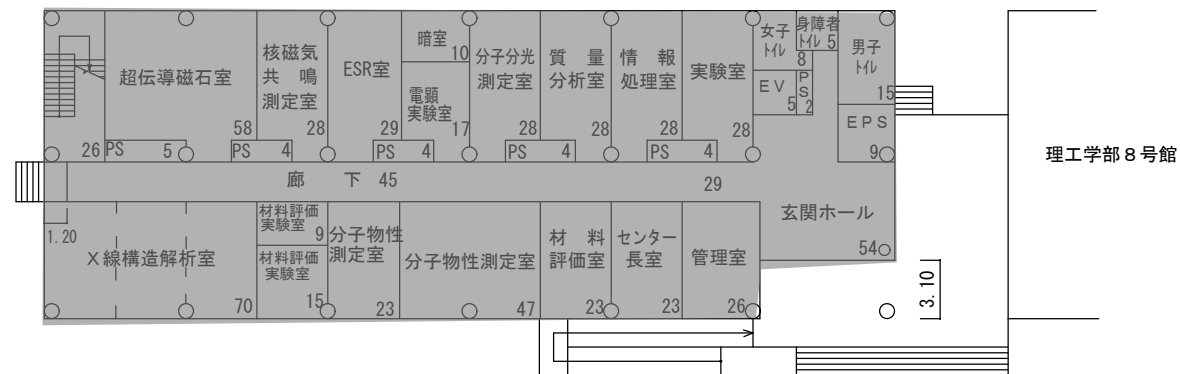 女子
トイレ
身障者
トイレ 5
8
男子
トイレ
15
暗室
10
核磁気
共 鳴
測定室
28
超伝導磁石室
58
ESR室
29
電顕
実験室
17
分子分光
測定室
28
質 量
分析室
28
情 報
処理室
28
実験室
28
EV
5
PS
2
EPS
9
26
PS 5
PS 4
PS 4
PS 4
PS 4
理工学部8号館
廊 下 45
29
玄関ホール
54
1.20
X線構造解析室
70
材料評価
実験室
9
材料評価
実験室
15
分子物性
測定室
23
分子物性測定室
47
材 料
評価室
23
センター
長室
23
管理室
26
3.10